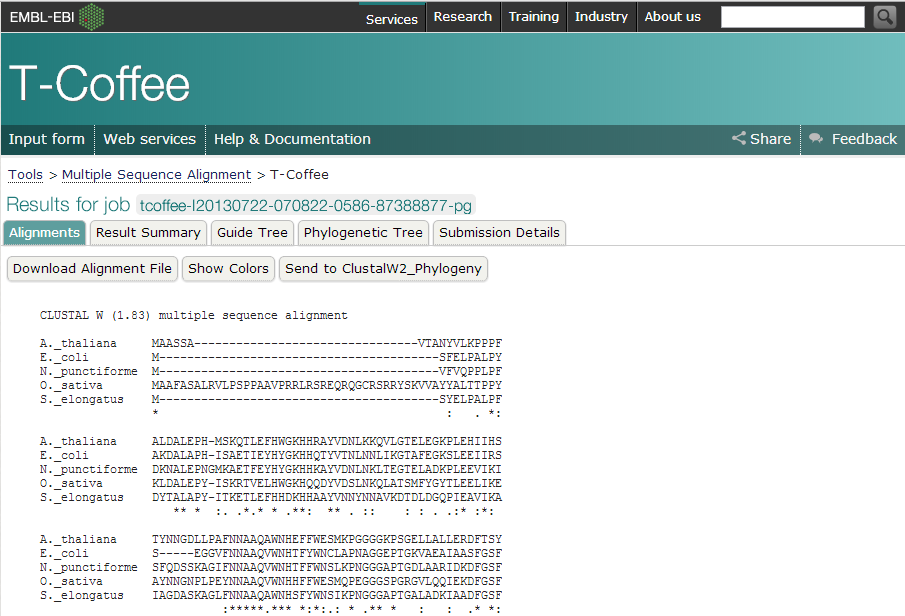 EMBL-EBI Services Research Training Industry About us
T-Coffee
Input form Web services Help & Documentation Share Feedback
Tools > Multiple Sequence Alignment > T-Coffee
Results for job tcoffee-I20130722-070822-0586-87388877-pg
Alignments Result Summary Guide Tree Phylogenetic Tree Submission Details
Download Alignment File Show Colors Send to ClustalW2_Phylogeny
CLUSTAL W (1.83) multiple sequence alignment
A._thaliana MAASSA--------------------------------VTANYVLKPPPF
E._coli M----------------------------------------SFELPALPY
N._punctiforme M----------------------------------------VFVQPPLPF
O._sativa MAAFASALRVLPSPPAAVPRRLRSREQRQGCRSRRYSKVVAYYALTTPPY
S._elongatus M----------------------------------------SYELPALPF
* : . *:
A._thaliana ALDALEPH-MSKQTLEFHWGKHHRAYVDNLKKQVLGTELEGKPLEHIIHS
E._coli AKDALAPH-ISAETIEYHYGKHHQTYVTNLNNLIKGTAFEGKSLEEIIRS
N._punctiforme DKNALEPNGMKAETFEYHYGKHHKAYVDNLNKLTEGTELADKPLEEVIKI
O._sativa KLDALEPY-ISKRTVELHWGKHQQDYVDSLNKQLATSMFYGYTLEELIKE
S._elongatus DYTALAPY-ITKETLEFHHDKHHAAYVNNYNNAVKDTDLDGQPIEAVIKA
** * :. .*.* * .**: ** . :: : : . .:* :*:
A._thaliana TYNNGDLLPAFNNAAQAWNHEFFWESMKPGGGGKPSGELLALLERDFTSY
E._coli S-----EGGVFNNAAQVWNHTFYWNCLAPNAGGEPTGKVAEAIAASFGSF
N._punctiforme SFQDSSKAGIFNNAAQVWNHTFFWNSLKPNGGGAPTGDLAARIDKDFGSF
O._sativa AYNNGNPLPEYNNAAQVWNHHFFWESMQPEGGGSPGRGVLQQIEKDFGSF
S._elongatus IAGDASKAGLFNNAAQAWNHSFYWNSIKPNGGGAPTGALADKIAADFGSF
:*****.*** *:*:.: * .** * : : .* *: